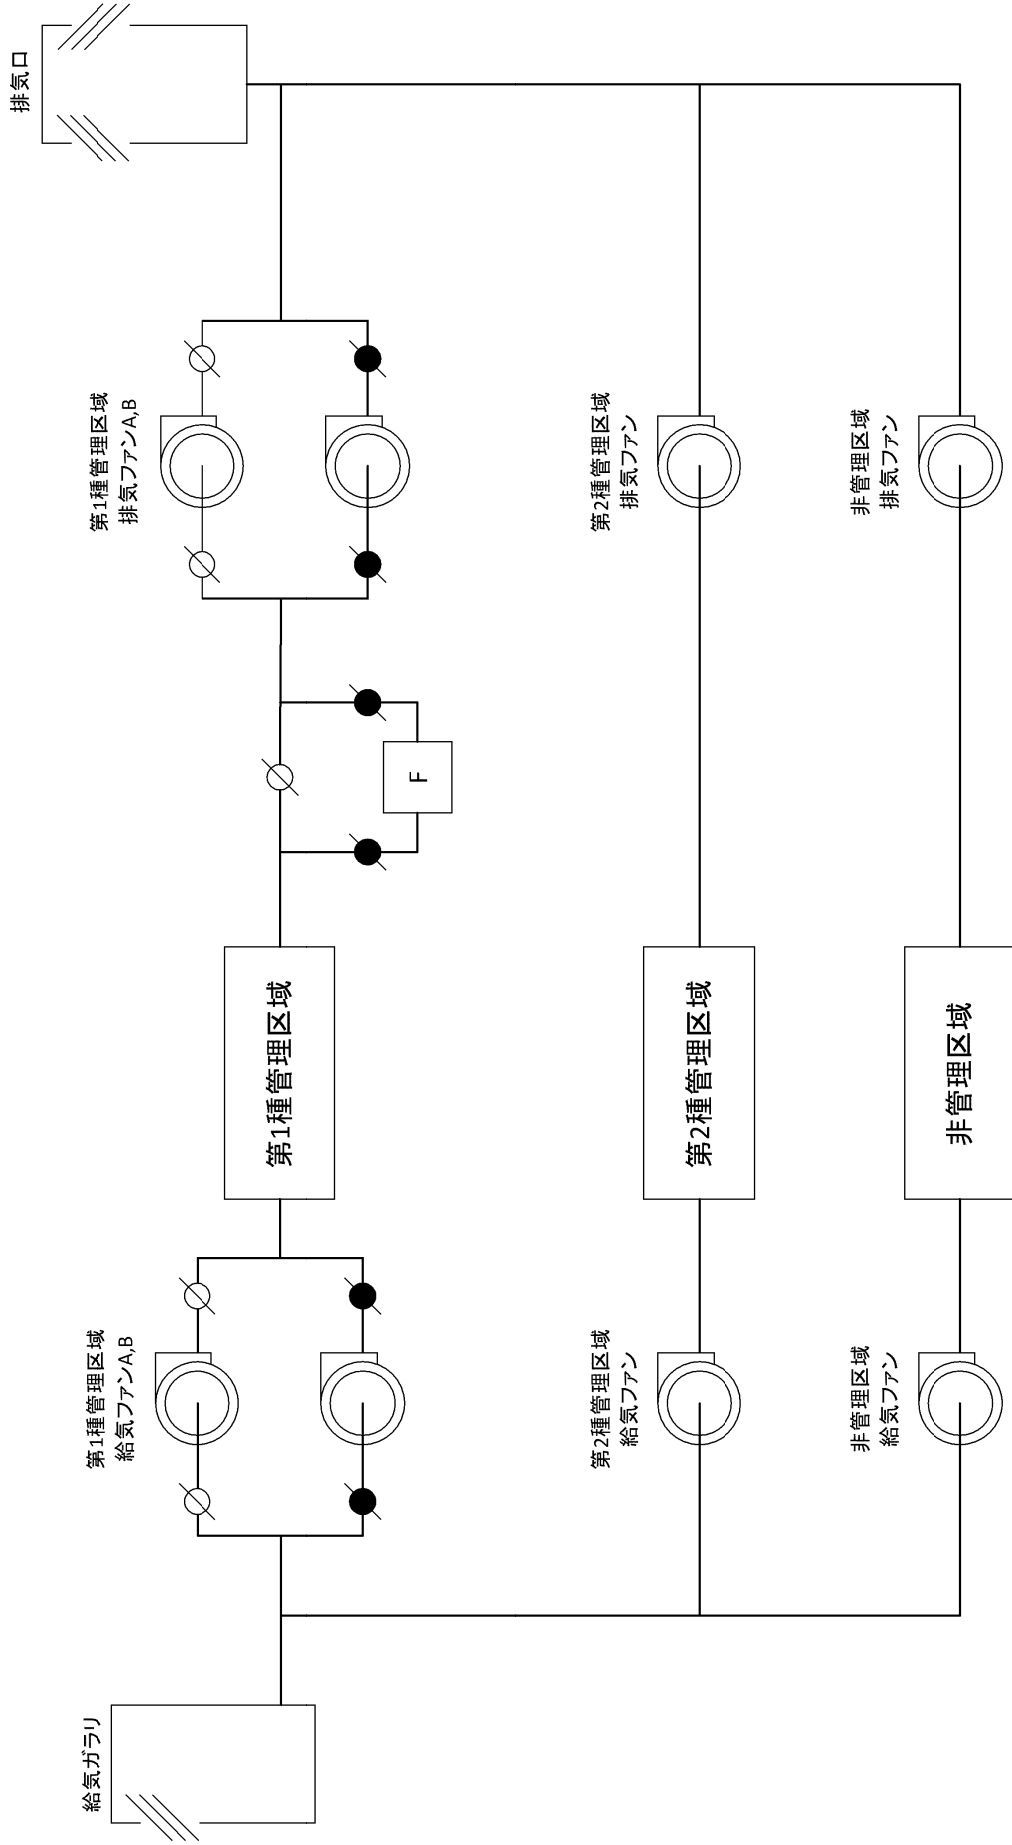 給気ガラリ
第1種管理区域
給気ファンA,B
第1種管理区域
F
第1種管理区域
排気ファンA,B
排気口
第2種管理区域
給気ファン
第2種管理区域
第2種管理区域
排気ファン
非管理区域
給気ファン
非管理区域
非管理区域
排気ファン